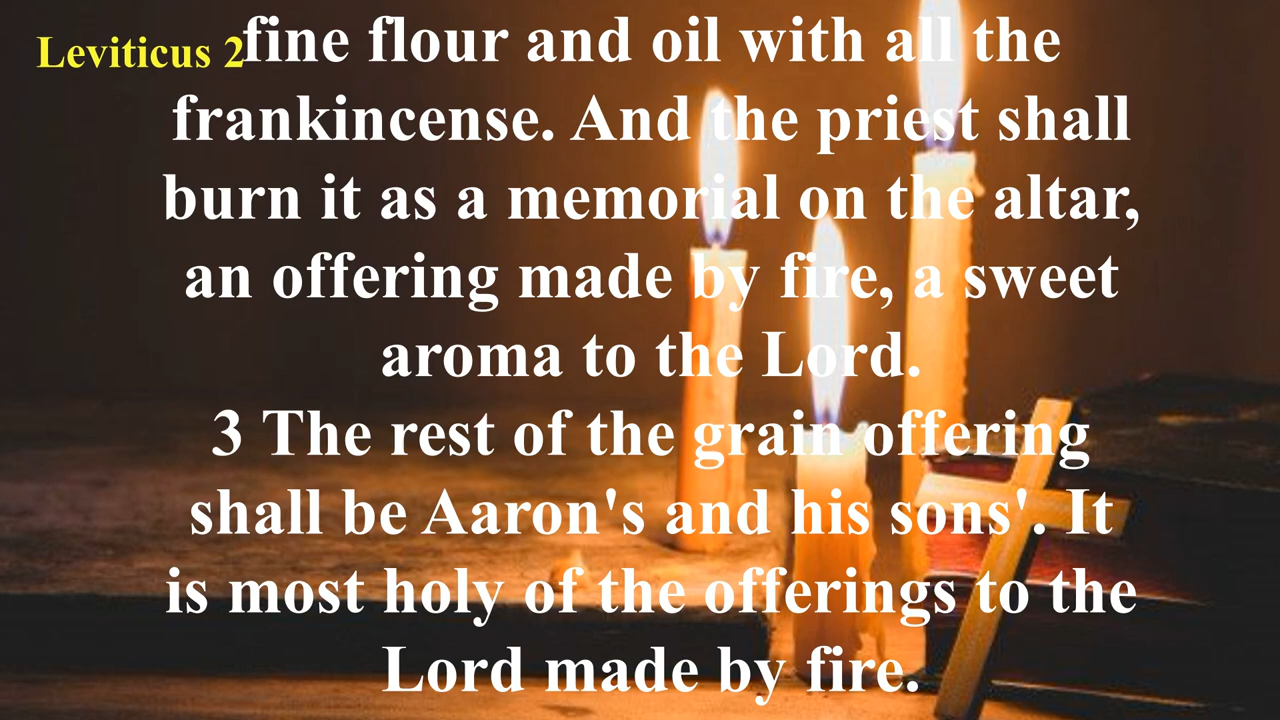 Leviticus 2
fine flour and oil with all the
frankincense. And the priest shall
burn it as a memorial on the altar,
an offering made by fire, a sweet
aroma to the Lord.
3 The rest of the grain offering
shall be Aaron's and his sons'. It
is most holy of the offerings to the
Lord made by fire.